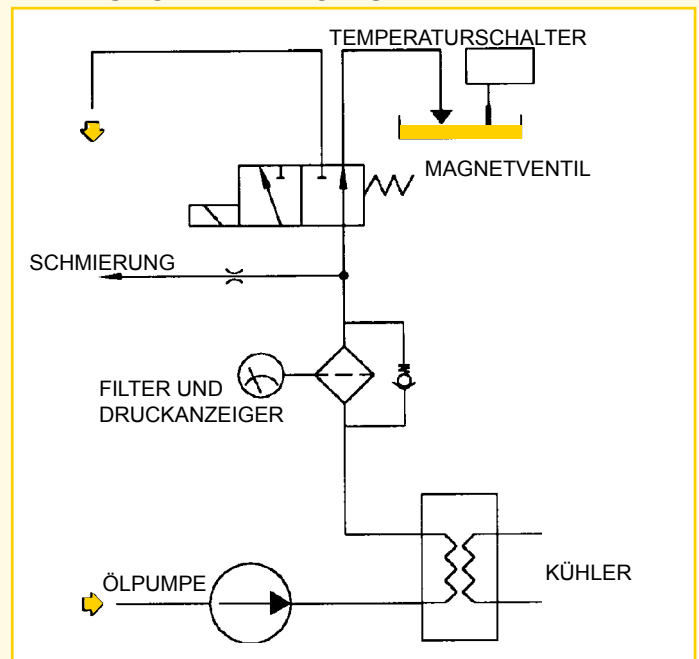 TEMPERATURSCHALTER
MAGNETVENTIL
SCHMIERUNG
FILTER UND
DRUCKANZEIGER
ÖLPUMPE
KÜHLER